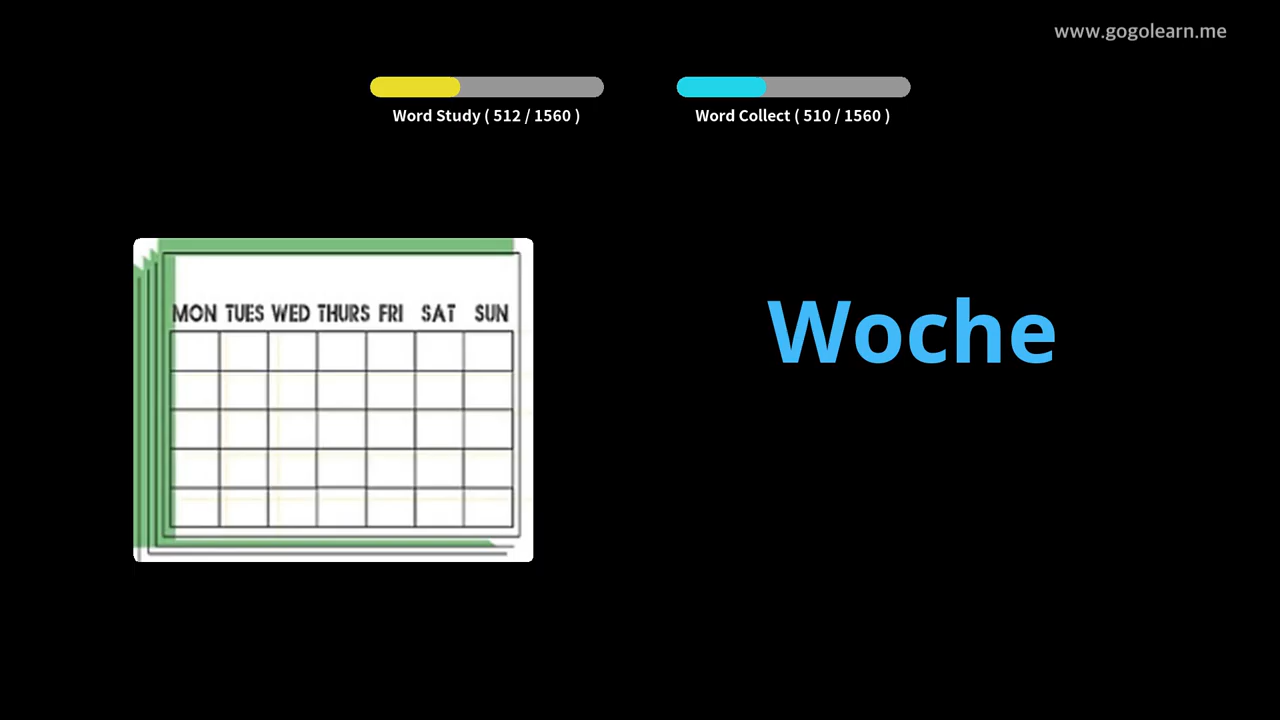 www.gogolearn.me
Word Study ( 512 / 1560 )
Word Collect ( 510 / 1560 )
MON TUES WED THURS FRI SAT SUN
Woche